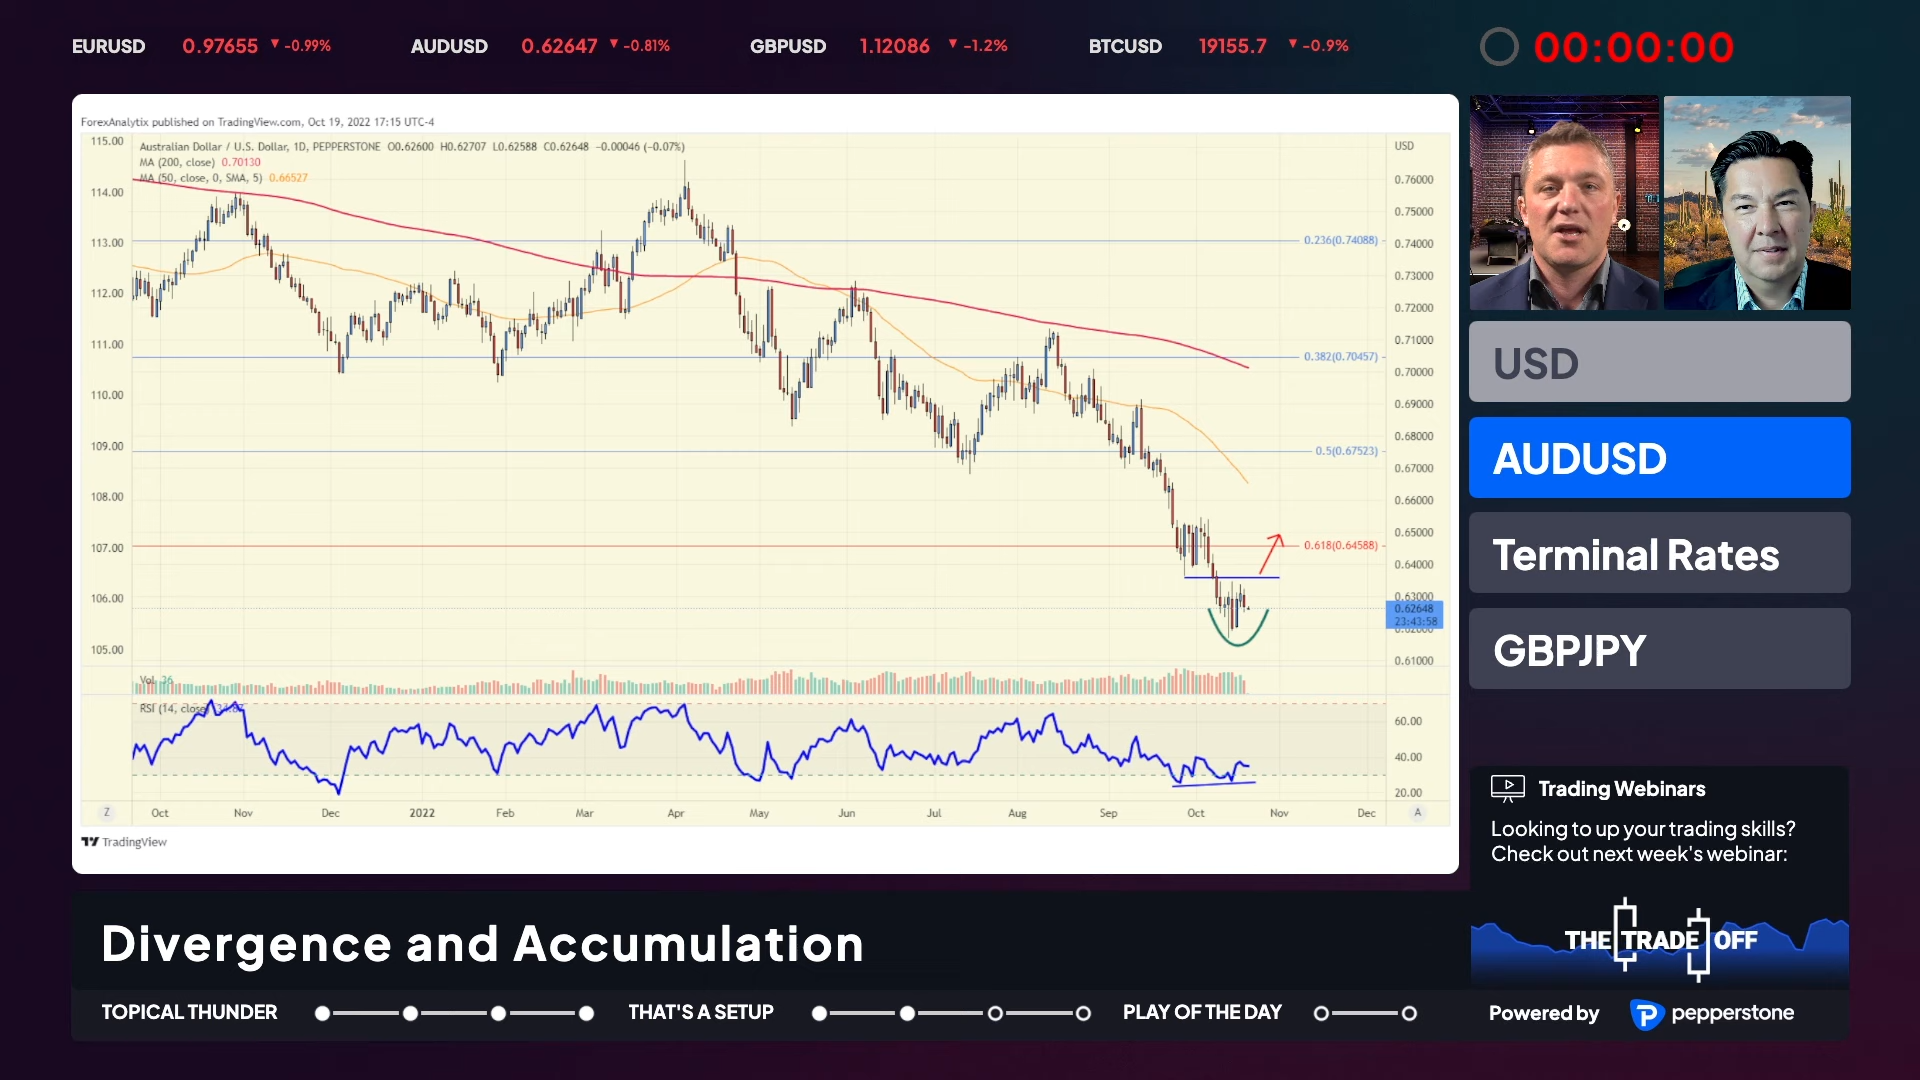 EURUSD 0.97655 ▼ -0.99% AUDUSD 0.62647 ▼ -0.81% GBPUSD 1.12086 ▼ -1.2% BTCUSD 19155.7 ▼ -0.9% 00:00:00
ForexAnalytix published on TradingView.com, Oct 19, 2022 17:15 UTC-4
Australian Dollar / U.S. Dollar, 1D, PEPPERSTONE O0.62600 H0.62707 L0.62588 C0.62648 −0.00046 (−0.07%)
MA (200, close) 0.70130
MA (50, close, 0, SMA, 5) 0.66527
115.00
114.00
113.00
112.00
111.00
110.00
109.00
108.00
107.00
106.00
105.00
USD
0.76000
0.75000
0.74000
0.73000
0.72000
0.71000
0.70000
0.69000
0.68000
0.67000
0.66000
0.65000
0.64000
0.63000
0.62648
23:43:58
0.62000
0.61000
0.236(0.74088)
0.382(0.70457)
0.5(0.67523)
0.618(0.64588)
Vol
RSI (14, close)
60.00
40.00
20.00
Z Oct Nov Dec 2022 Feb Mar Apr May Jun Jul Aug Sep Oct Nov Dec A
TradingView
USD
AUDUSD
Terminal Rates
GBPJPY
Trading Webinars
Looking to up your trading skills?
Check out next week's webinar:
THE TRADE OFF
Divergence and Accumulation
TOPICAL THUNDER THAT'S A SETUP PLAY OF THE DAY
Powered by pepperstone